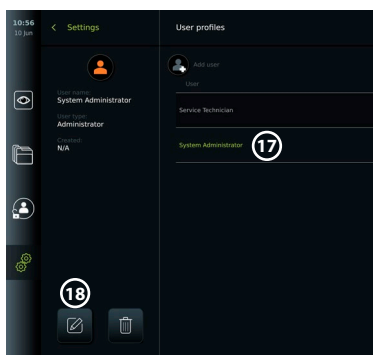 10:56
10 Jun
Settings
User profiles
Add user
User
User name:
System Administrator
Service Technician
User type:
Administrator
Created:
N/A
System Administrator
17
18